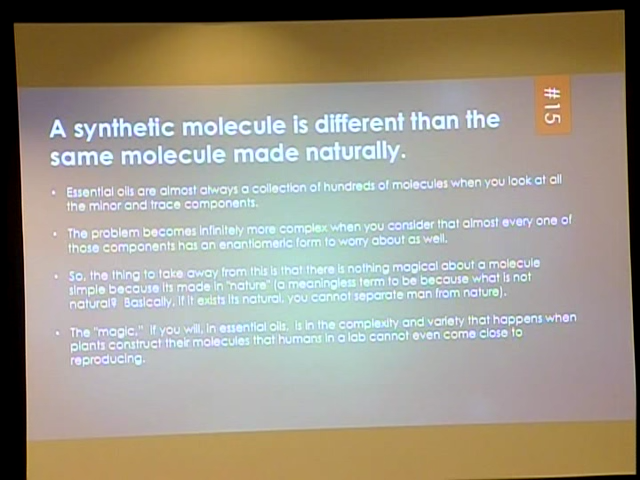 #15
A synthetic molecule is different than the
same molecule made naturally.
• Essential oils are almost always a collection of hundreds of molecules when you look at all
the minor and trace components.
• The problem becomes infinitely more complex when you consider that almost every one of
those components has an enantiomeric form to worry about as well.
• So, the thing to take away from this is that there is nothing magical about a molecule
simple because its made in "nature" (a meaningless term to be because what is not
natural? Basically, if it exists its natural, you cannot separate man from nature).
• The "magic," if you will, in essential oils, is in the complexity and variety that happens when
plants construct their molecules that humans in a lab cannot even come close to
reproducing.